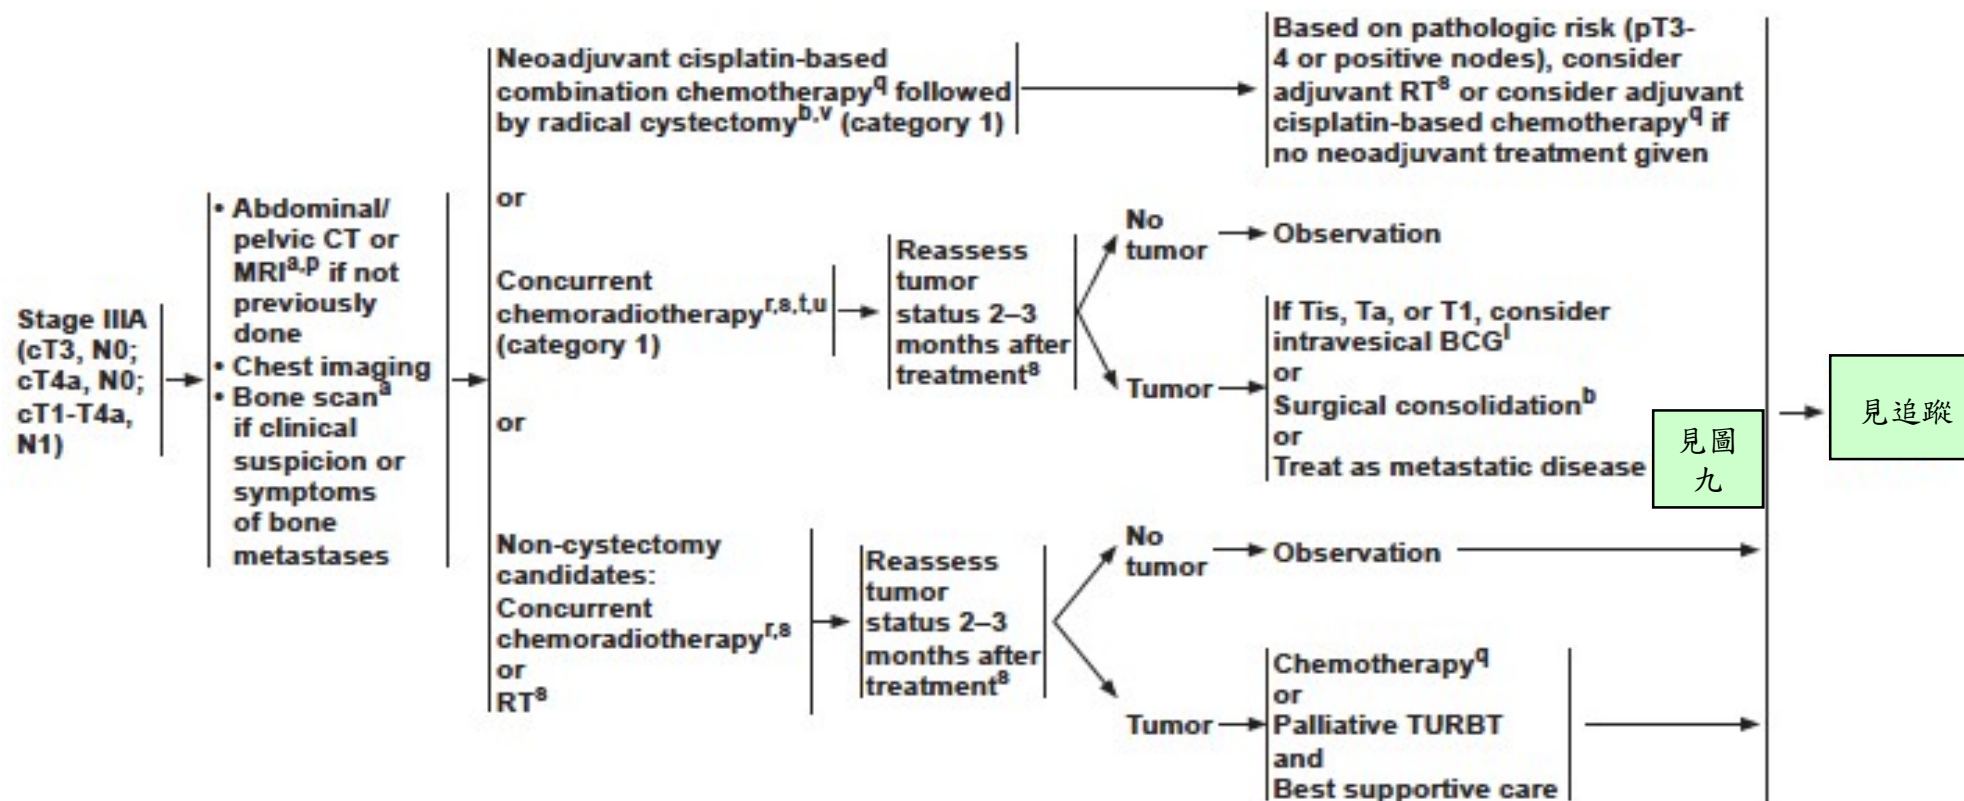 Stage IIIA
(cT3, N0;
cT4a, N0;
cT1-T4a,
N1)
• Abdominal/
pelvic CT or
MRIa,p if not
previously
done
• Chest imaging
• Bone scana
if clinical
suspicion or
symptoms
of bone
metastases
Neoadjuvant cisplatin-based
combination chemotherapyq followed
by radical cystectomyb,v (category 1)
Based on pathologic risk (pT3-
4 or positive nodes), consider
adjuvant RTs or consider adjuvant
cisplatin-based chemotherapyq if
no neoadjuvant treatment given
or
Concurrent
chemoradiotherapyr,s,t,u
(category 1)
Reassess
tumor
status 2–3
months after
treatments
No
tumor
Observation
Tumor
If Tis, Ta, or T1, consider
intravesical BCGl
or
Surgical consolidationb
or
Treat as metastatic disease
見圖
九
or
Non-cystectomy
candidates:
Concurrent
chemoradiotherapyr,s
or
RTs
Reassess
tumor
status 2–3
months after
treatments
No
tumor
Observation
Tumor
Chemotherapyq
or
Palliative TURBT
and
Best supportive care
見追蹤